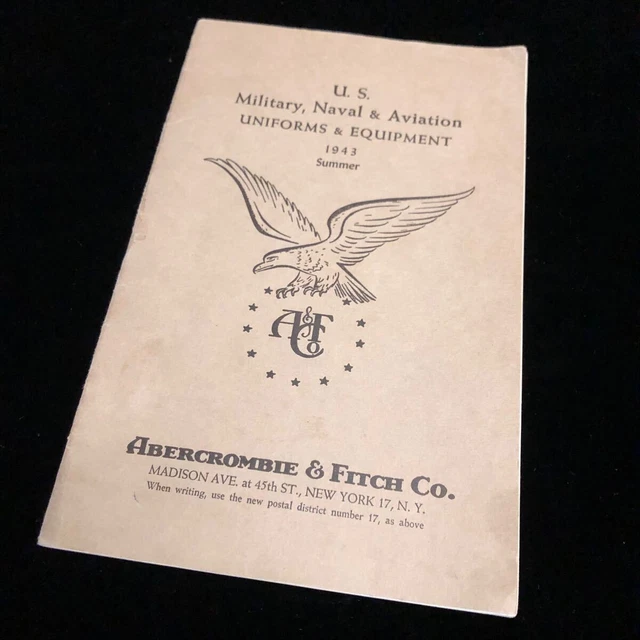 U. S.
Military, Naval & Aviation
UNIFORMS & EQUIPMENT
1943
Summer
A&F
Co
ABERCROMBIE & FITCH CO.
MADISON AVE. at 45th ST., NEW YORK 17, N. Y.
When writing, use the new postal district number 17, as above